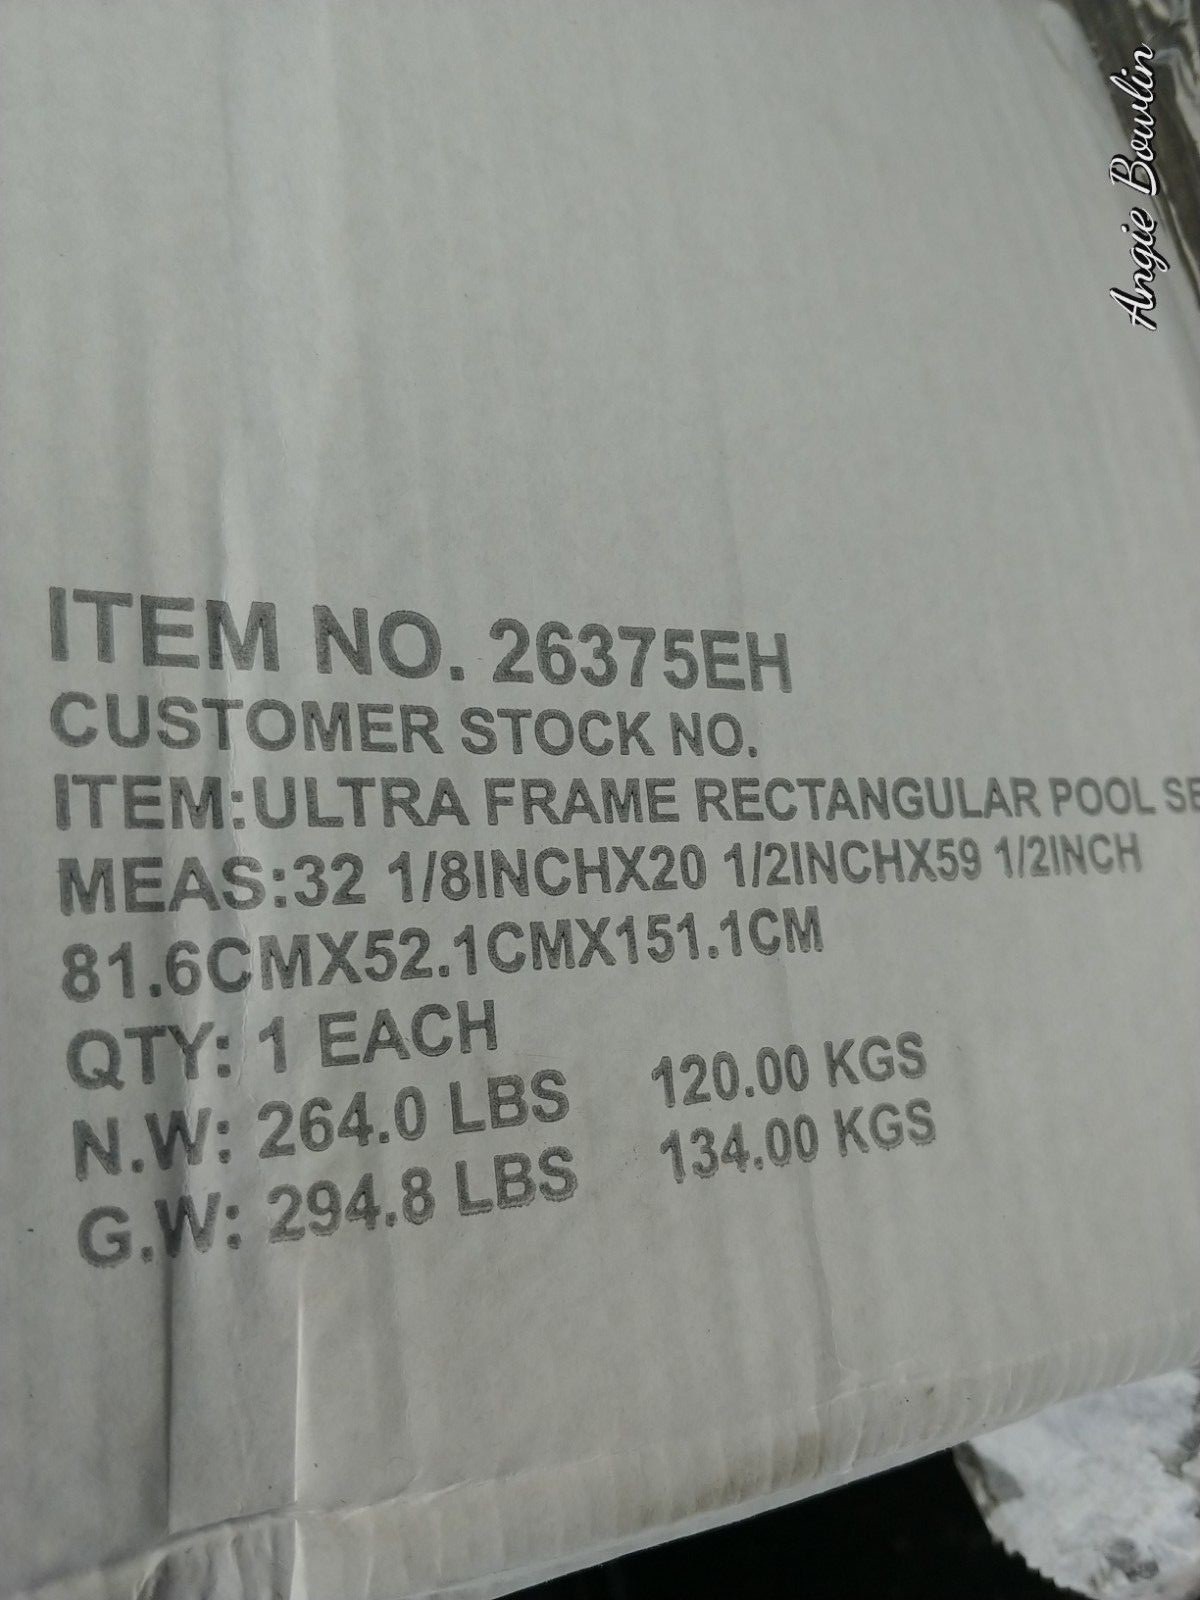 Angie Bowlin
ITEM NO. 26375EH
CUSTOMER STOCK NO.
ITEM:ULTRA FRAME RECTANGULAR POOL SE
MEAS:32 1/8INCHX20 1/2INCHX59 1/2INCH
81.6CMX52.1CMX151.1CM
QTY: 1 EACH
N.W: 264.0 LBS 120.00 KGS
G.W: 294.8 LBS 134.00 KGS